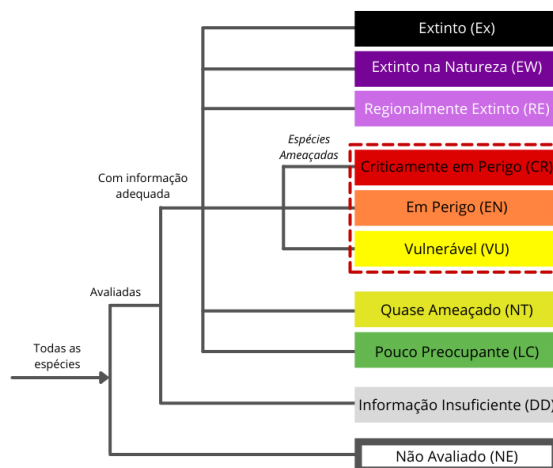 Extinto (Ex)
Extinto na Natureza (EW)
Regionalmente Extinto (RE)
Espécies
Ameaçadas
Criticamente em Perigo (CR)
Com informação
adequada
Em Perigo (EN)
Vulnerável (VU)
Avaliadas
Quase Ameaçado (NT)
Todas as
espécies
Pouco Preocupante (LC)
Informação Insuficiente (DD)
Não Avaliado (NE)